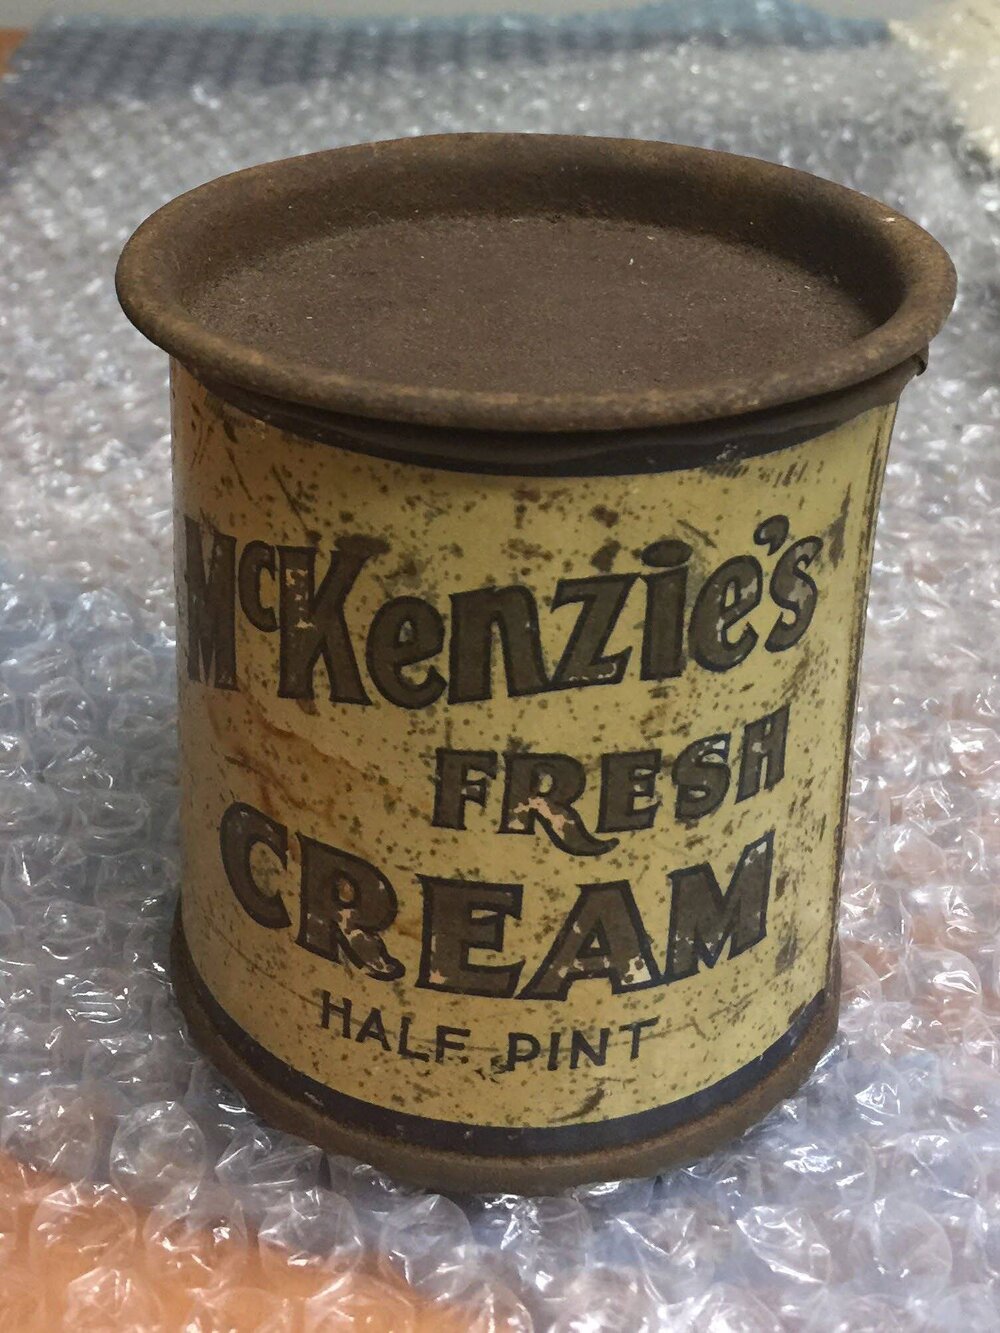 McKenzie's
FRESH
CREAM
HALF PINT